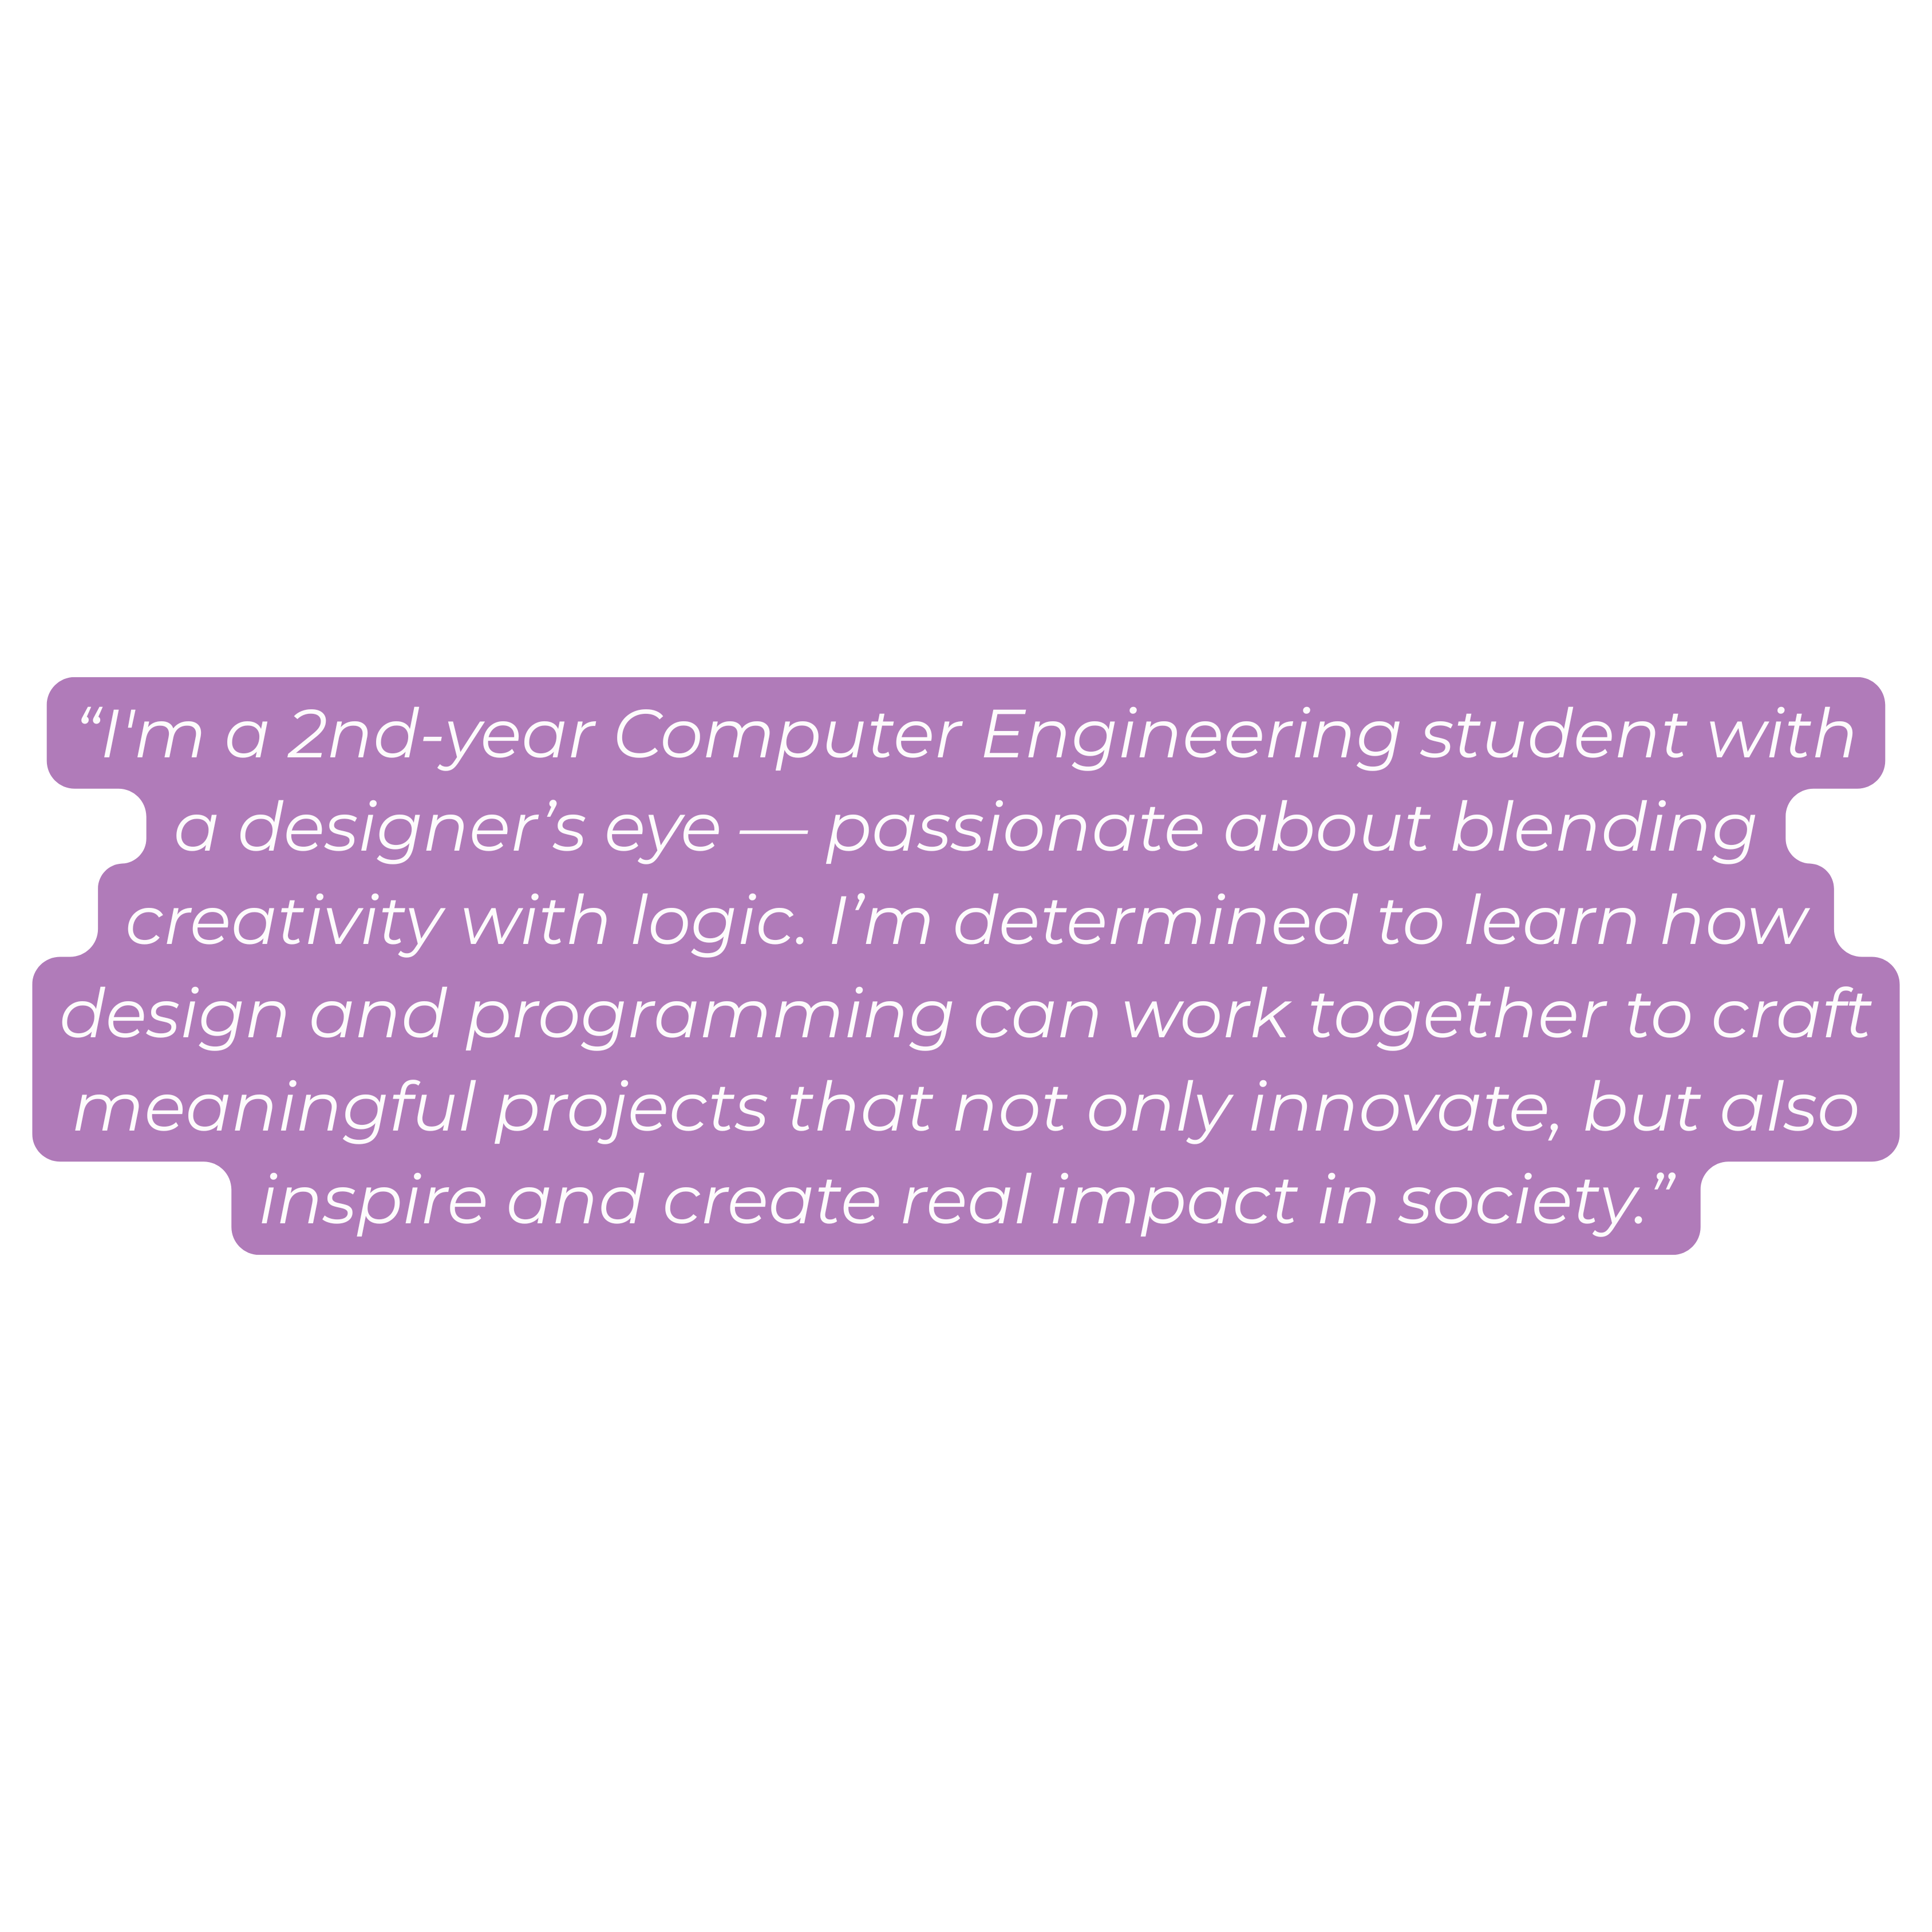 “I'm a 2nd-year Computer Engineering student with
a designer’s eye — passionate about blending
creativity with logic. I’m determined to learn how
design and programming can work together to craft
meaningful projects that not only innovate, but also
inspire and create real impact in society.”